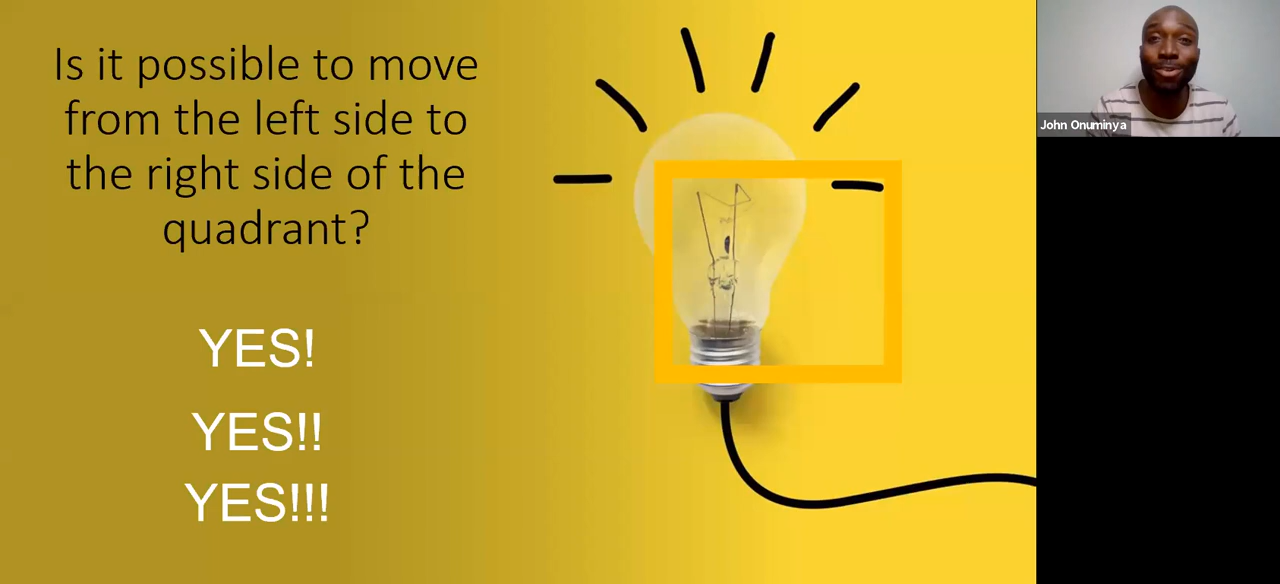 Is it possible to move
from the left side to
the right side of the
quadrant?
YES!
YES!!
YES!!!
John Onuminya